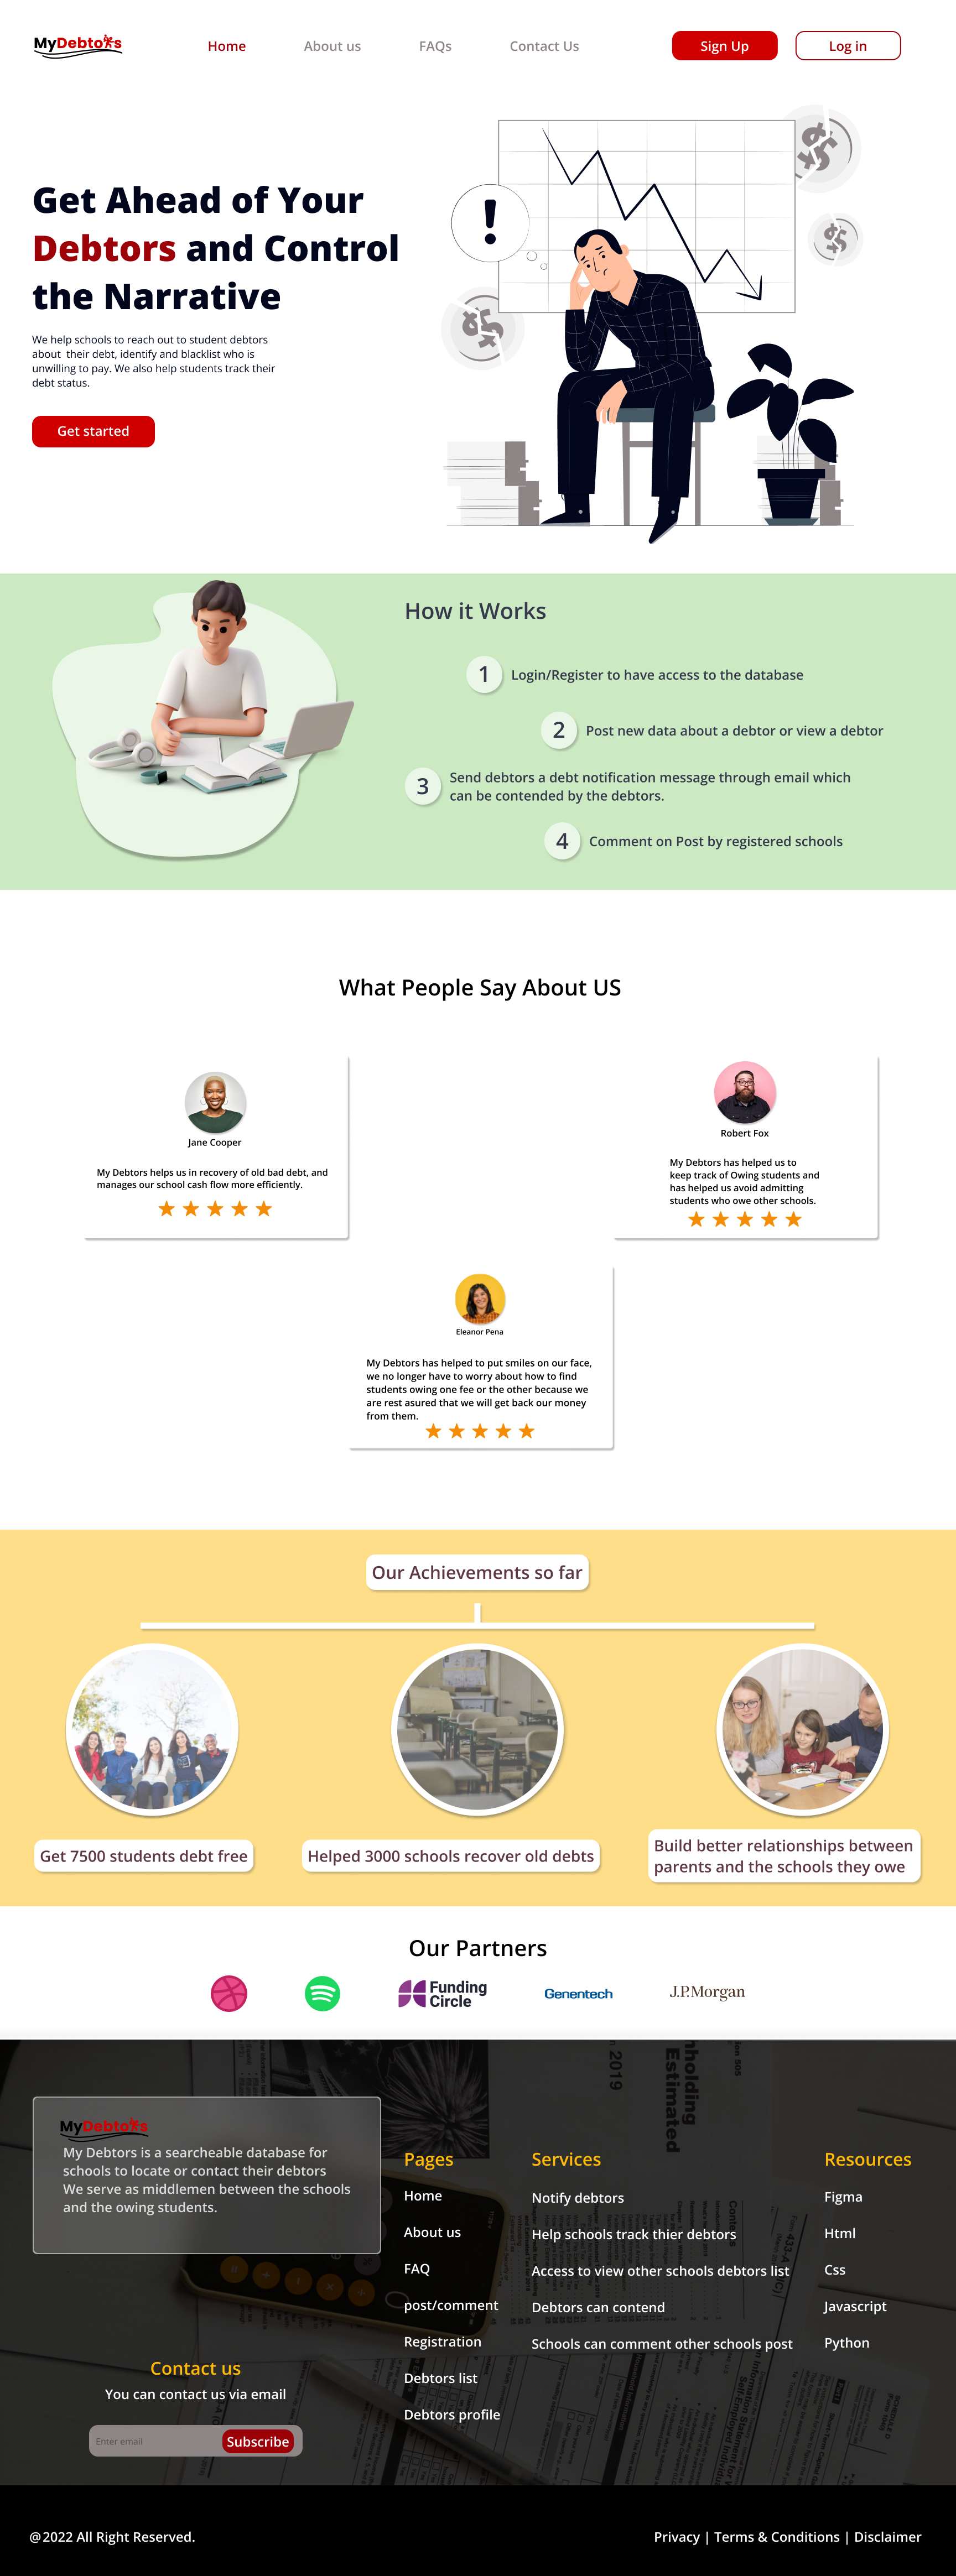 MyDebtors
Home
About us
FAQs
Contact Us
Sign Up
Log in
Get Ahead of Your
Debtors and Control
the Narrative
We help schools to reach out to student debtors
about their debt, identify and blacklist who is
unwilling to pay. We also help students track their
debt status.
Get started
!
How it Works
1 Login/Register to have access to the database
2 Post new data about a debtor or view a debtor
3 Send debtors a debt notification message through email which
can be contended by the debtors.
4 Comment on Post by registered schools
What People Say About US
Jane Cooper
My Debtors helps us in recovery of old bad debt, and
manages our school cash flow more efficiently.
Robert Fox
My Debtors has helped us to
keep track of Owing students and
has helped us avoid admitting
students who owe other schools.
Eleanor Pena
My Debtors has helped to put smiles on our face,
we no longer have to worry about how to find
students owing one fee or the other because we
are rest asured that we will get back our money
from them.
Our Achievements so far
Get 7500 students debt free
Helped 3000 schools recover old debts
Build better relationships between
parents and the schools they owe
Our Partners
Funding
Circle
Genentech
J.P.Morgan
MyDebtors
My Debtors is a searcheable database for
schools to locate or contact their debtors
We serve as middlemen between the schools
and the owing students.
Contact us
You can contact us via email
Enter email
Subscribe
Pages
Home
About us
FAQ
post/comment
Registration
Debtors list
Debtors profile
Services
Notify debtors
Help schools track thier debtors
Access to view other schools debtors list
Debtors can contend
Schools can comment other schools post
Resources
Figma
Html
Css
Javascript
Python
2019
Estimated
@2022 All Right Reserved.
Privacy | Terms & Conditions | Disclaimer